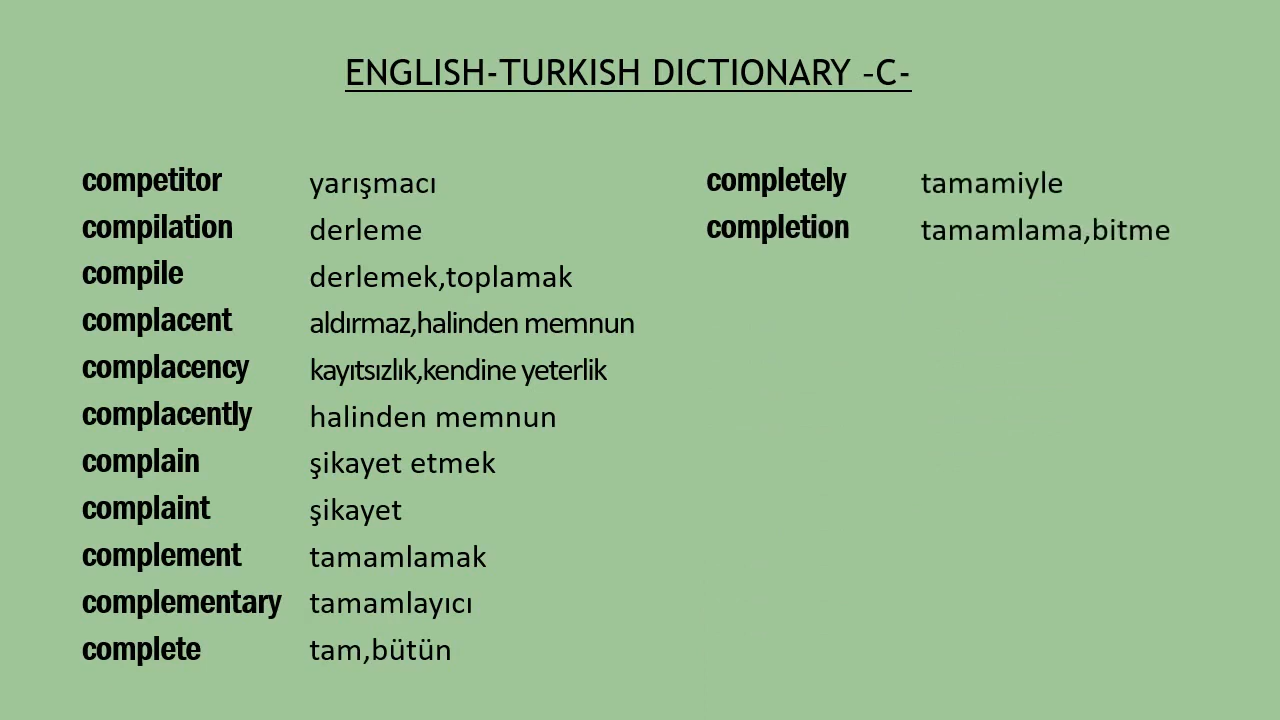 ENGLISH-TURKISH DICTIONARY –C-
competitor yarışmacı
compilation derleme
compile derlemek,toplamak
complacent aldırmaz,halinden memnun
complacency kayıtsızlık,kendine yeterlik
complacently halinden memnun
complain şikayet etmek
complaint şikayet
complement tamamlamak
complementary tamamlayıcı
complete tam,bütün
completely tamamiyle
completion tamamlama,bitme